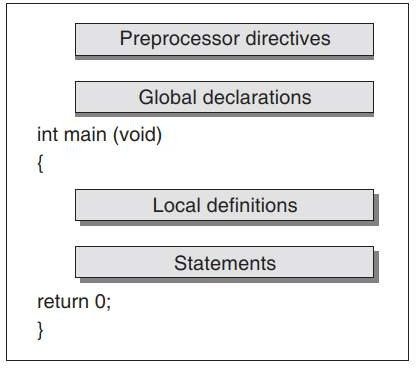 Preprocessor directives
Global declarations
int main (void)
{
Local definitions
Statements
return 0;
}